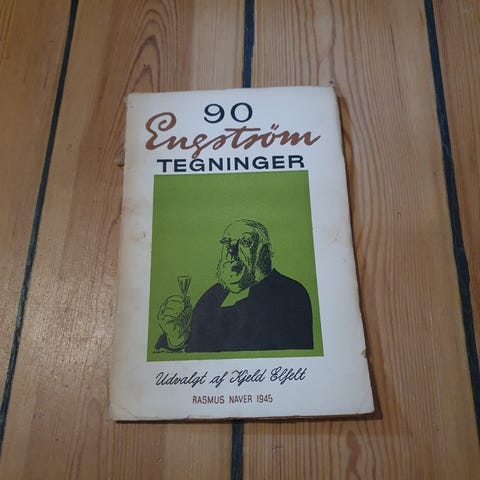 90
Engström
TEGNINGER
Udvalgt af Kjeld Elfelt
RASMUS NAVER 1945